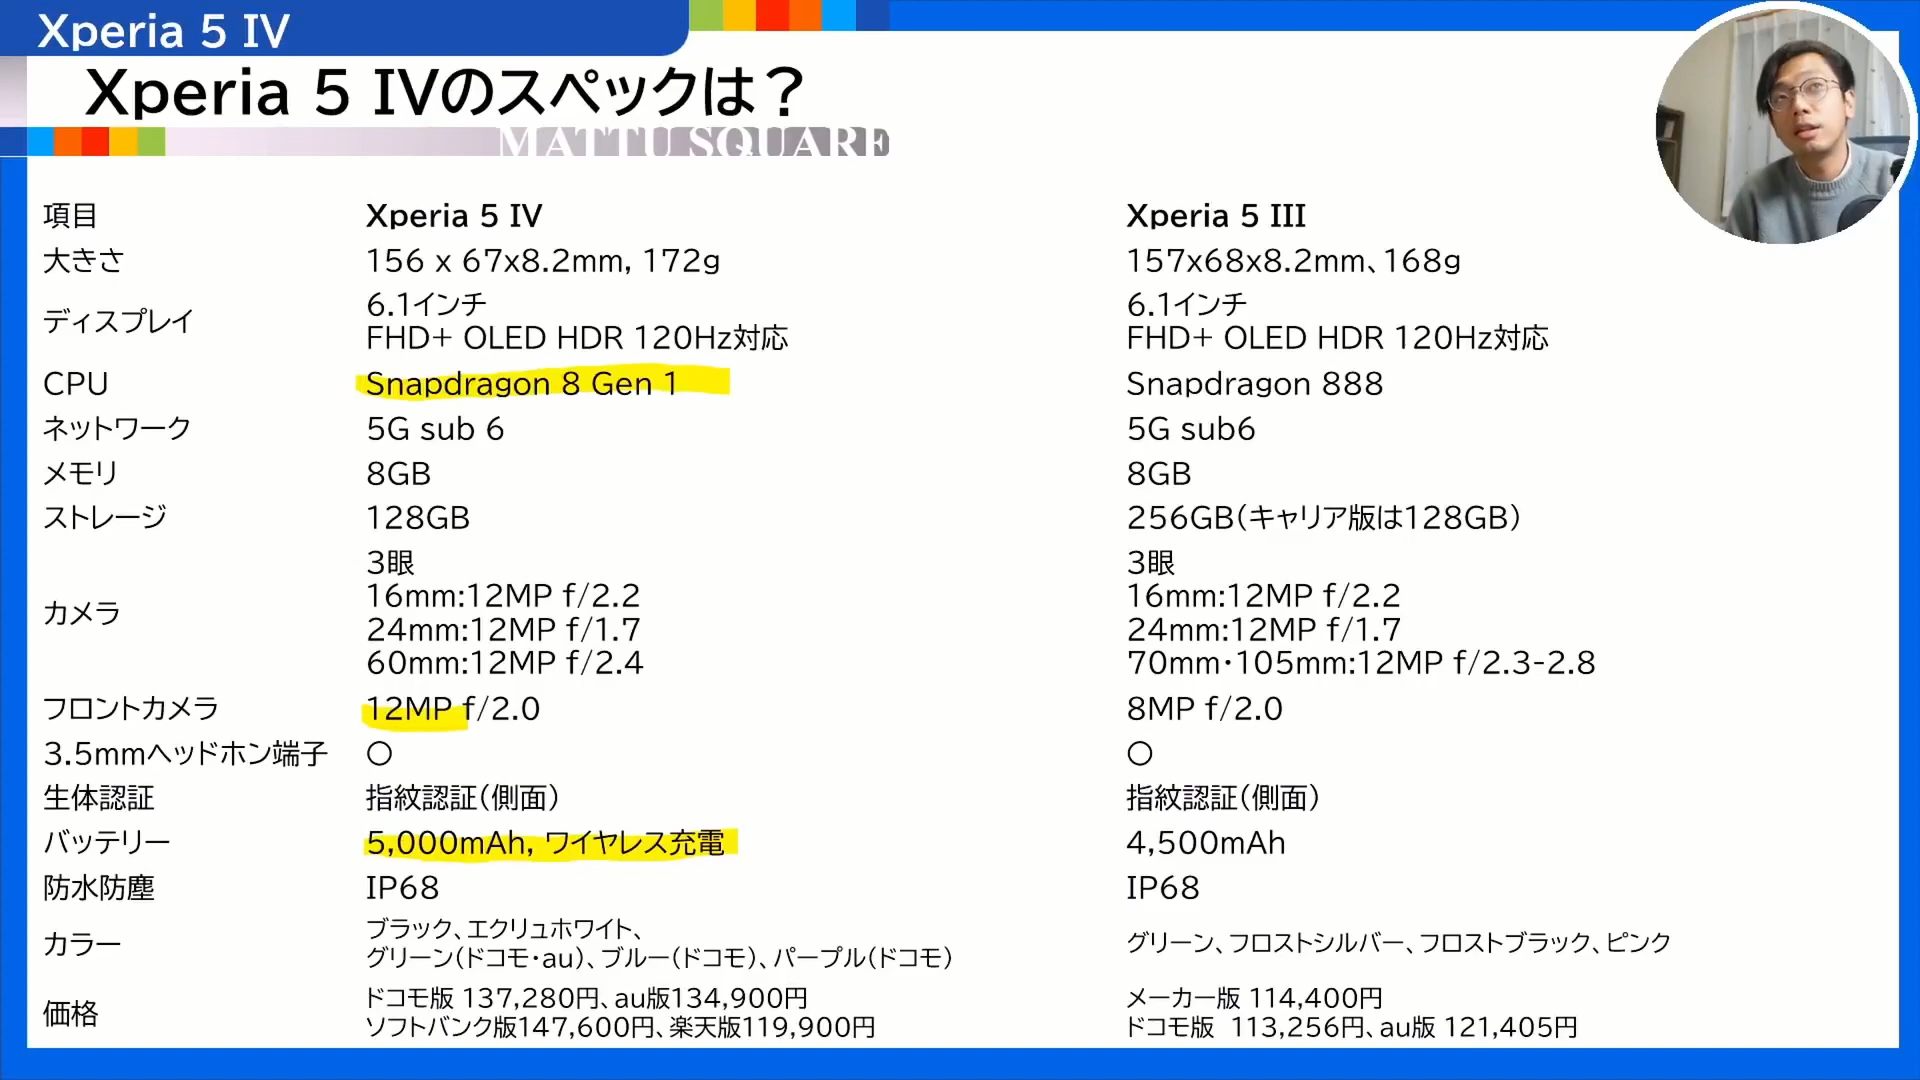 Xperia 5 IV
Xperia 5 IVのスペックは？
MATTU SQUARE
項目 Xperia 5 IV Xperia 5 III
大きさ 156 x 67x8.2mm, 172g 157x68x8.2mm、168g
ディスプレイ 6.1インチ 6.1インチ
FHD+ OLED HDR 120Hz対応 FHD+ OLED HDR 120Hz対応
CPU Snapdragon 8 Gen 1 Snapdragon 888
ネットワーク 5G sub 6 5G sub6
メモリ 8GB 8GB
ストレージ 128GB 256GB(キャリア版は128GB)
カメラ 3眼 3眼
16mm:12MP f/2.2 16mm:12MP f/2.2
24mm:12MP f/1.7 24mm:12MP f/1.7
60mm:12MP f/2.4 70mm・105mm:12MP f/2.3-2.8
フロントカメラ 12MP f/2.0 8MP f/2.0
3.5mmヘッドホン端子 〇 〇
生体認証 指紋認証(側面) 指紋認証(側面)
バッテリー 5,000mAh, ワイヤレス充電 4,500mAh
防水防塵 IP68 IP68
カラー ブラック、エクリュホワイト、 グリーン、フロストシルバー、フロストブラック、ピンク
グリーン(ドコモ・au)、ブルー(ドコモ)、パープル(ドコモ)
価格 ドコモ版 137,280円、au版134,900円 メーカー版 114,400円
ソフトバンク版147,600円、楽天版119,900円 ドコモ版 113,256円、au版 121,405円